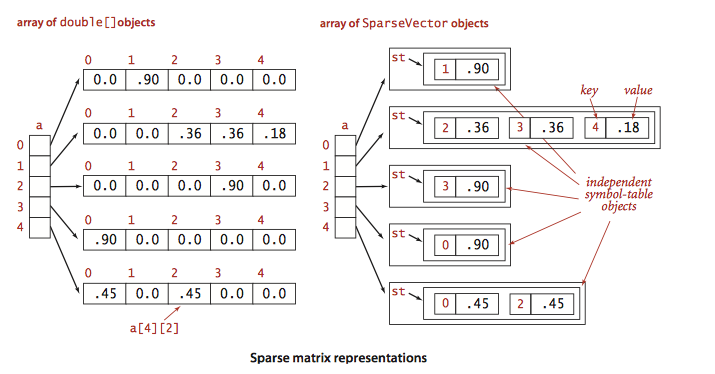 array of double[]objects
array of SparseVector objects
a
0
1
2
3
4
0 1 2 3 4
0.0 .90 0.0 0.0 0.0
0 1 2 3 4
0.0 0.0 .36 .36 .18
0 1 2 3 4
0.0 0.0 0.0 .90 0.0
0 1 2 3 4
.90 0.0 0.0 0.0 0.0
0 1 2 3 4
.45 0.0 .45 0.0 0.0
a[4][2]
a
0
1
2
3
4
st
1 .90
key value
st
2 .36 3 .36 4 .18
st
3 .90
independent
symbol-table
objects
st
0 .90
st
0 .45 2 .45
Sparse matrix representations